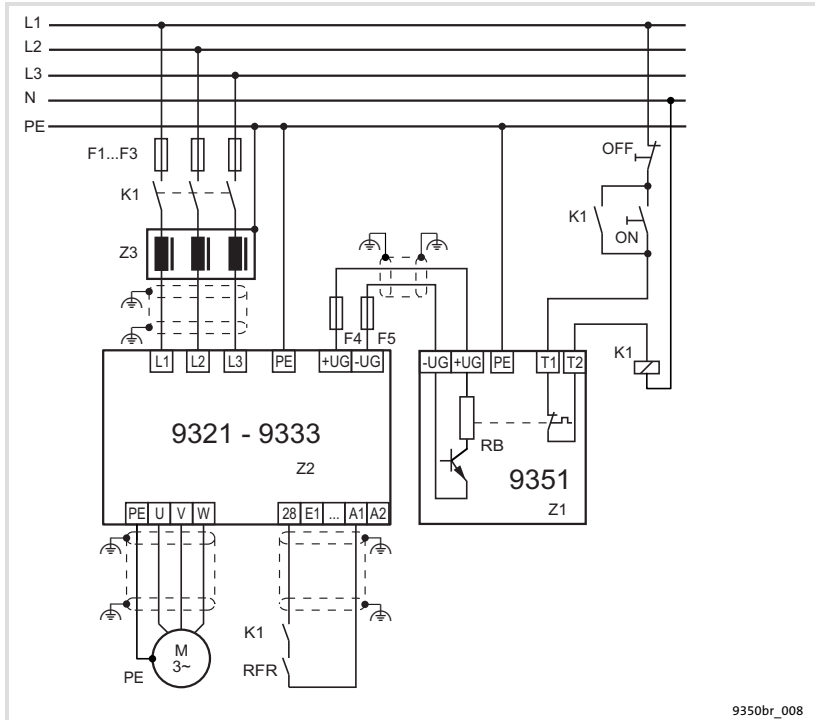 L1
L2
L3
N
PE
F1...F3
OFF
K1
K1
ON
Z3
F4 F5
K1
L1 L2 L3 PE +UG -UG
-UG +UG PE T1 T2
9321 - 9333
Z2
RB
9351
Z1
PE U V W
28 E1 ... A1 A2
K1
M
3~
PE
RFR
9350br_008